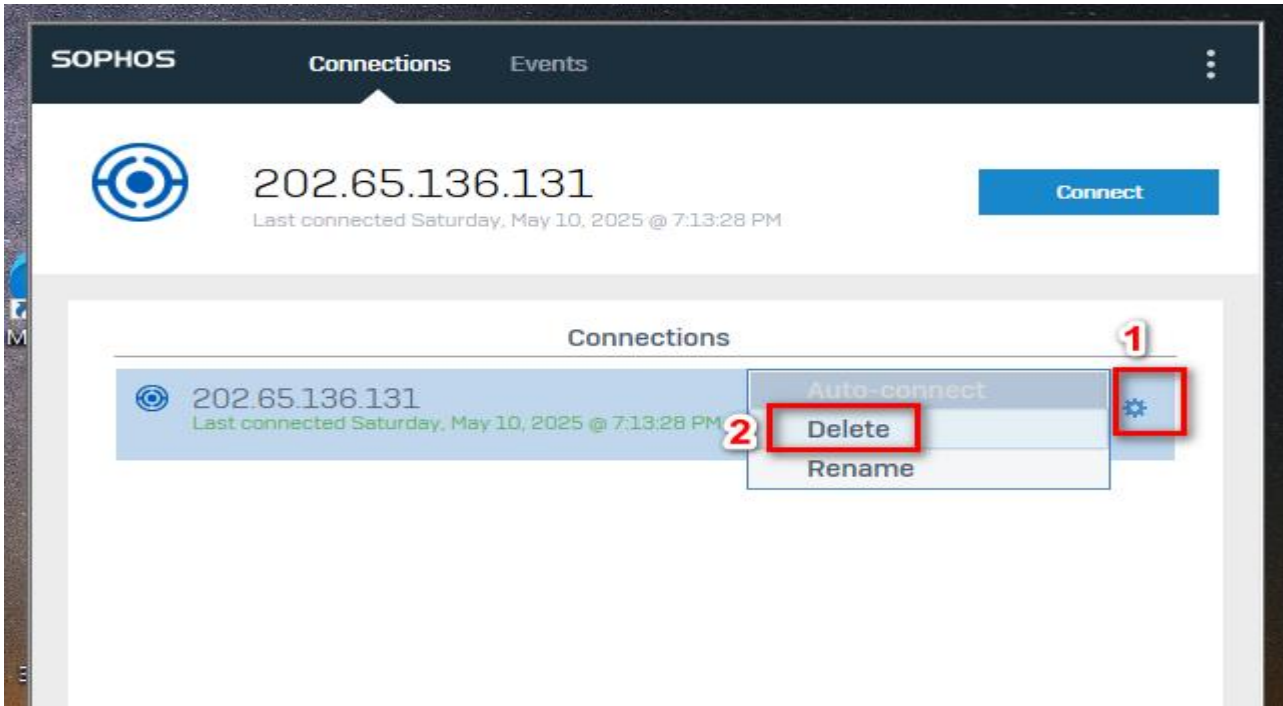 SOPHOS Connections Events
202.65.136.131
Connect
Last connected Saturday, May 10, 2025 @ 7:13:28 PM
Connections
1
202.65.136.131
Last connected Saturday, May 10, 2025 @ 7:13:28 PM
Auto-connect
2 Delete
Rename
M